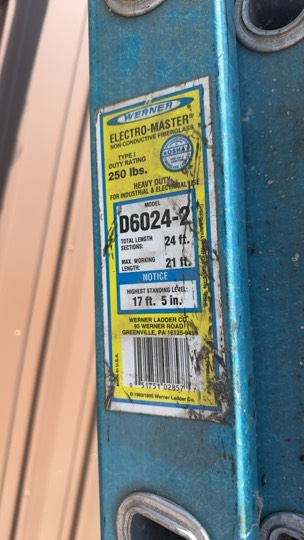 WERNER
ELECTRO-MASTER®
NON-CONDUCTIVE FIBERGLASS
TYPE I
DUTY RATING
250 lbs.
OSHA
HEAVY DUTY
FOR INDUSTRIAL & ELECTRICAL USE
MODEL
D6024-2
TOTAL LENGTH SECTIONS: 24 ft.
MAX. WORKING LENGTH: 21 ft.
NOTICE
HIGHEST STANDING LEVEL:
17 ft. 5 in.
WERNER LADDER CO.
93 WERNER ROAD
GREENVILLE, PA 16125-9499
MADE IN U.S.A.
51751 02857
Werner Ladder Co.